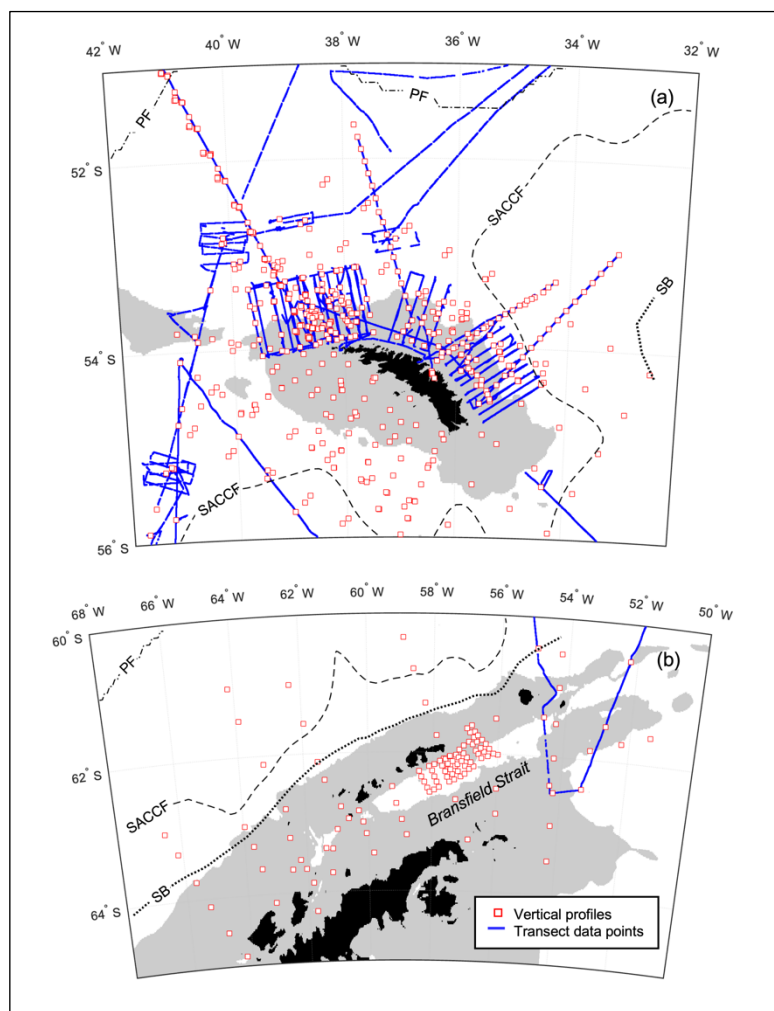 42° W 40° W 38° W 36° W 34° W 32° W
PF
PF
(a)
52° S
SACCF
SB
54° S
SACCF
56° S
68° W 66° W 64° W 62° W 60° W 58° W 56° W 54° W 52° W 50° W
60° S
PF
(b)
62° S
SACCF
Bransfield Strait
SB
64° S
Vertical profiles
Transect data points